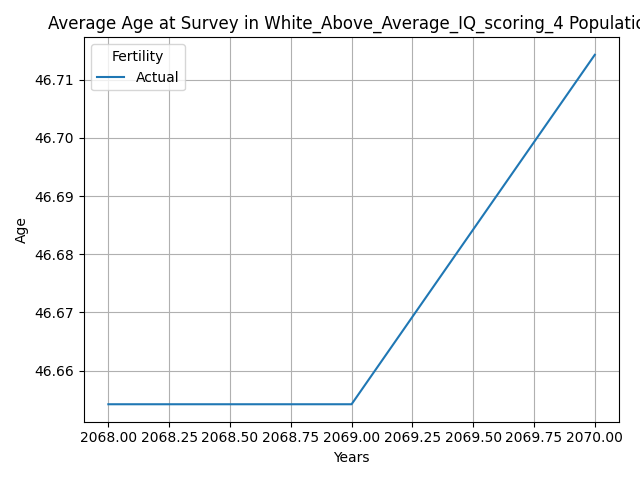 Average Age at Survey in White_Above_Average_IQ_scoring_4 Populatio
Fertility
Actual
46.71
46.70
46.69
46.68
46.67
46.66
Age
2068.00 2068.25 2068.50 2068.75 2069.00 2069.25 2069.50 2069.75 2070.00
Years